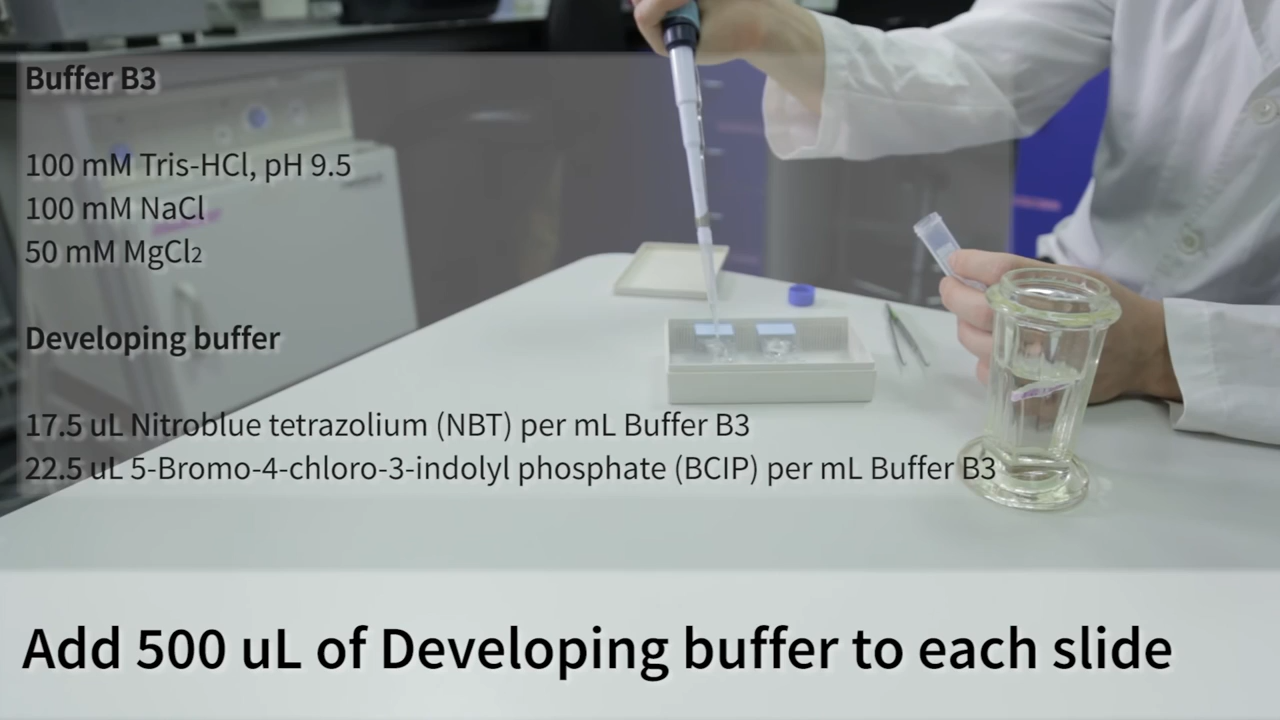 Buffer B3
100 mM Tris-HCl, pH 9.5
100 mM NaCl
50 mM MgCl2
Developing buffer
17.5 uL Nitroblue tetrazolium (NBT) per mL Buffer B3
22.5 uL 5-Bromo-4-chloro-3-indolyl phosphate (BCIP) per mL Buffer B3
Add 500 uL of Developing buffer to each slide